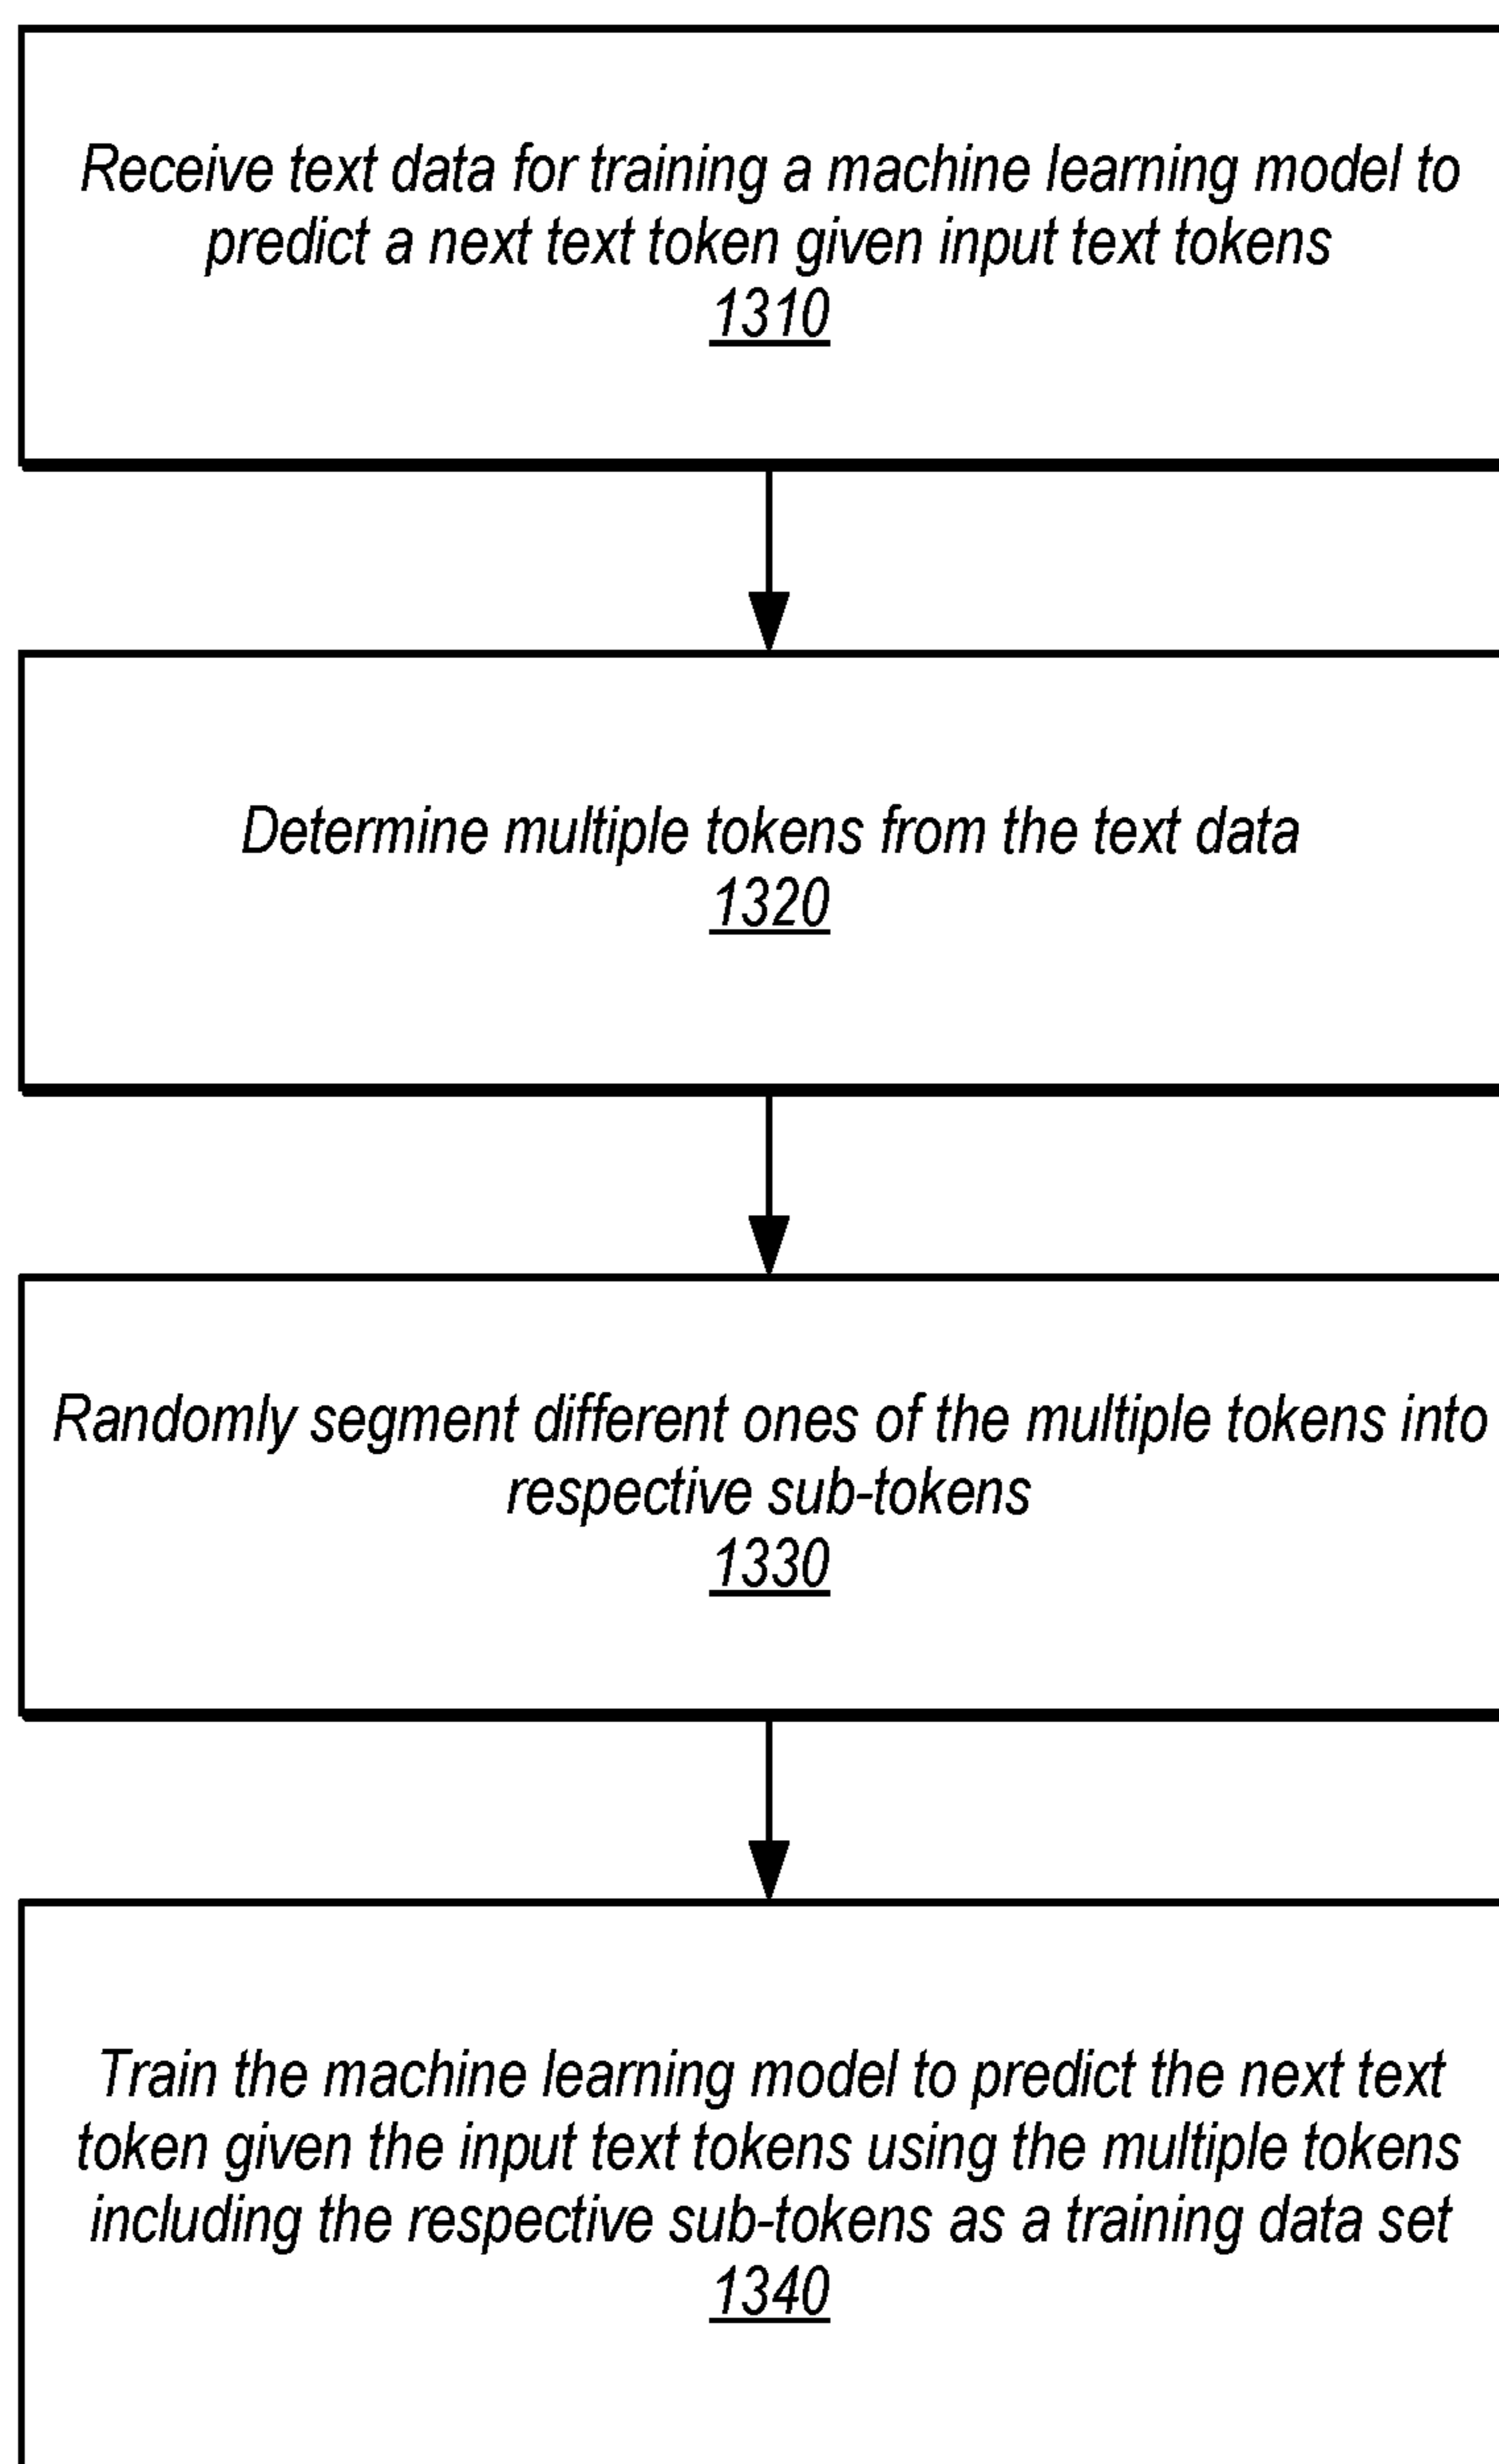 Receive text data for training a machine learning model to
predict a next text token given input text tokens
1310
Determine multiple tokens from the text data
1320
Randomly segment different ones of the multiple tokens into
respective sub-tokens
1330
Train the machine learning model to predict the next text
token given the input text tokens using the multiple tokens
including the respective sub-tokens as a training data set
1340